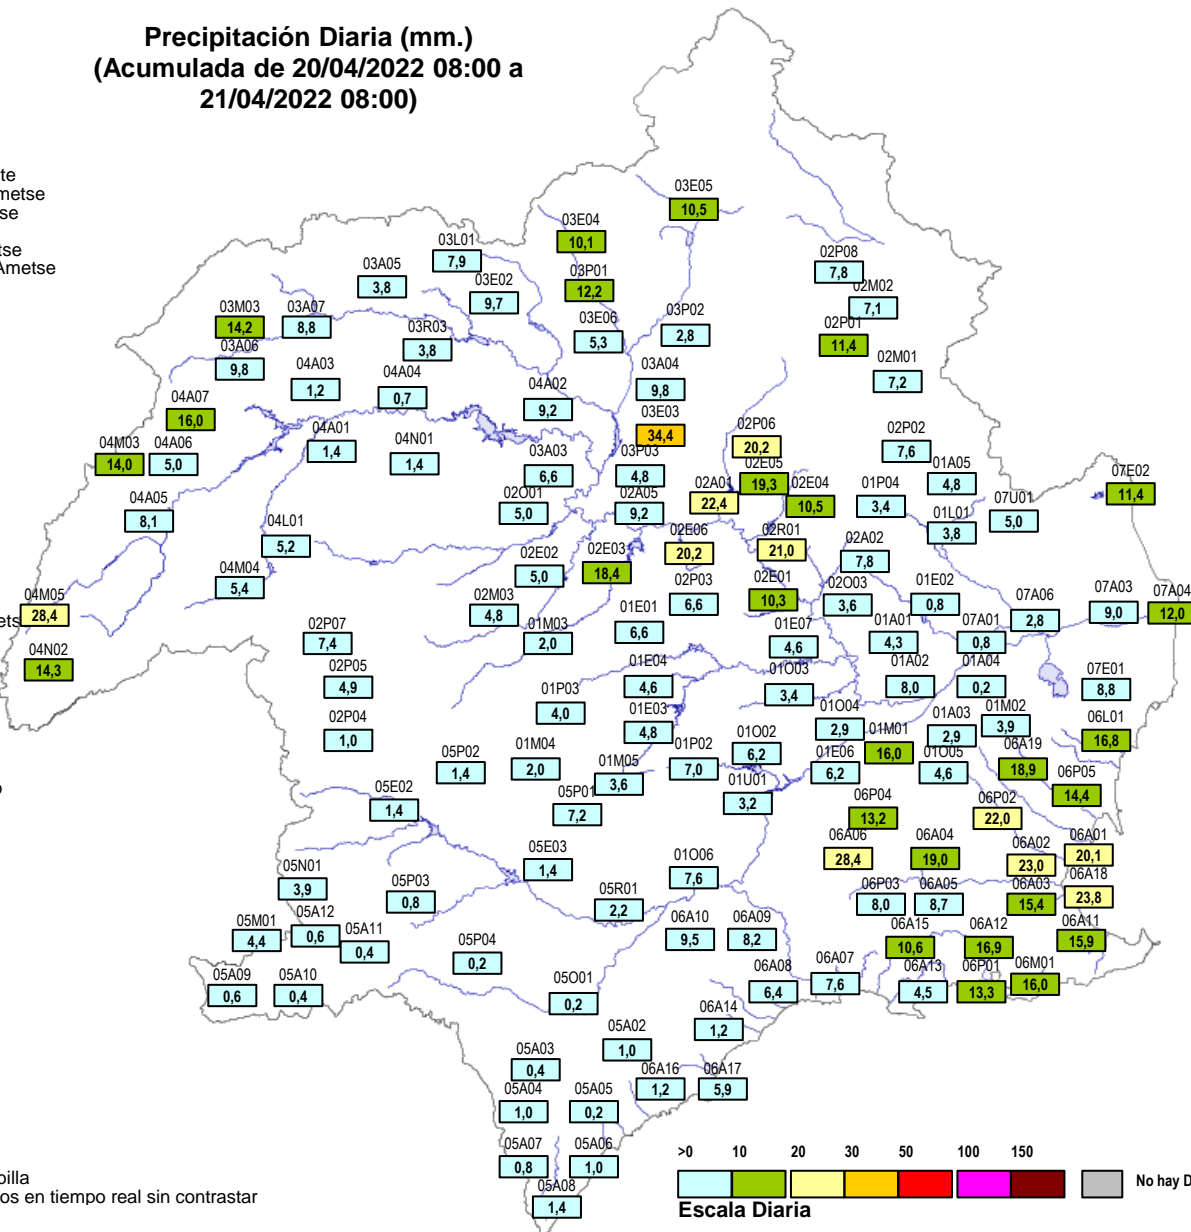 Precipitación Diaria (mm.)
(Acumulada de 20/04/2022 08:00 a
21/04/2022 08:00)
te
metse
se
tse
Ametse
03E05
10,5
03E04
10,1
03L01
7,9
03A05
3,8
03E02
9,7
03P01
12,2
02P08
7,8
02M02
7,1
03M03
14,2
03A07
8,8
03R03
3,8
03E06
5,3
03P02
2,8
02P01
11,4
03A06
9,8
04A03
1,2
04A04
0,7
04A02
9,2
03A04
9,8
02M01
7,2
04A07
16,0
03E03
34,4
02P06
20,2
02P02
7,6
04M03
14,0
04A06
5,0
04A01
1,4
04N01
1,4
03A03
6,6
03P03
4,8
02E05
19,3
01A05
4,8
07E02
11,4
04A05
8,1
02O01
5,0
02A05
9,2
02A01
22,4
02E04
10,5
01P04
3,4
07U01
5,0
04L01
5,2
02E06
20,2
02R01
21,0
01L01
3,8
04M04
5,4
02E02
5,0
02E03
18,4
02A02
7,8
04M05
28,4
ets
02M03
4,8
02P03
6,6
02E01
10,3
02O03
3,6
01E02
0,8
07A06
2,8
07A03
9,0
07A04
12,0
04N02
14,3
02P07
7,4
01M03
2,0
01E01
6,6
01E07
4,6
01A01
4,3
07A01
0,8
02P05
4,9
01E04
4,6
01O03
3,4
01A02
8,0
01A04
0,2
07E01
8,8
02P04
1,0
01P03
4,0
01E03
4,8
01O04
2,9
01A03
2,9
01M02
3,9
06L01
16,8
05P02
1,4
01M04
2,0
01M05
3,6
01P02
7,0
01O02
6,2
01E06
6,2
01M01
16,0
01O05
4,6
06A19
18,9
06P05
14,4
05E02
1,4
05P01
7,2
01U01
3,2
06P04
13,2
06P02
22,0
05E03
1,4
01O06
7,6
06A06
28,4
06A04
19,0
06A02
23,0
06A01
20,1
05N01
3,9
05P03
0,8
05R01
2,2
06P03
8,0
06A05
8,7
06A03
15,4
06A18
23,8
05M01
4,4
05A12
0,6
05A11
0,4
05P04
0,2
06A10
9,5
06A09
8,2
06A15
10,6
06A12
16,9
06A11
15,9
05A09
0,6
05A10
0,4
05O01
0,2
06A08
6,4
06A07
7,6
06A13
4,5
06P01
13,3
06M01
16,0
05A02
1,0
06A14
1,2
05A03
0,4
06A16
1,2
06A17
5,9
05A04
1,0
05A05
0,2
05A07
0,8
05A06
1,0
05A08
1,4
oilla
os en tiempo real sin contrastar
>0 10 20 30 50 100 150
No hay D
Escala Diaria